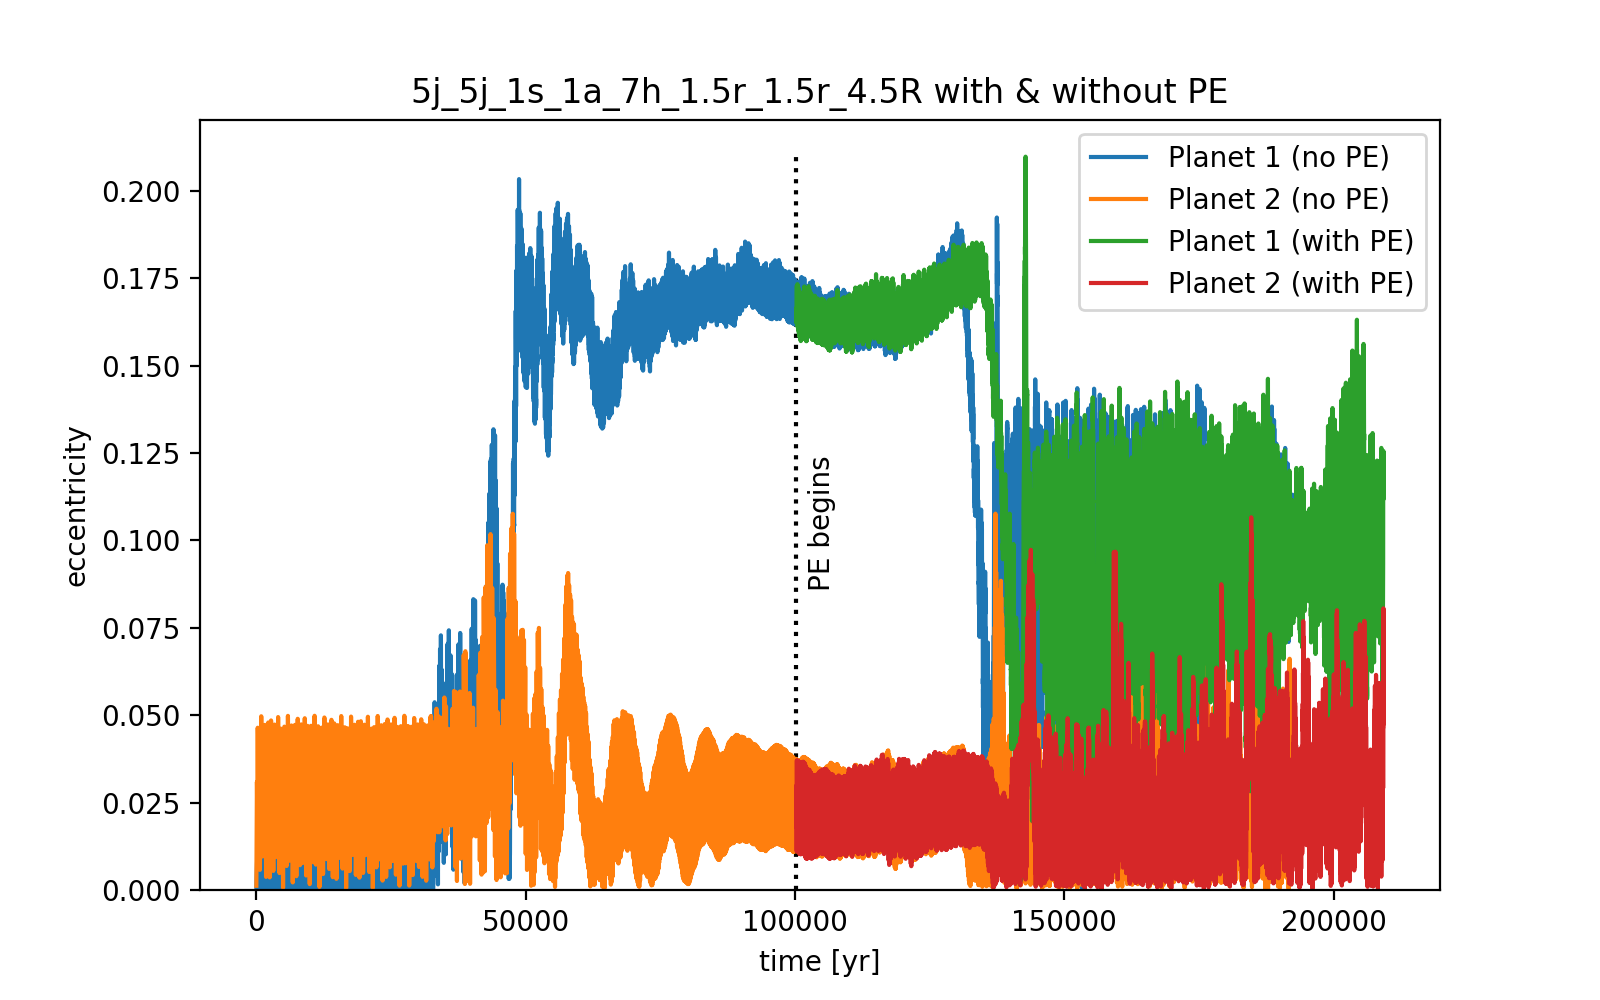 5j_5j_1s_1a_7h_1.5r_1.5r_4.5R with & without PE
Planet 1 (no PE)
Planet 2 (no PE)
Planet 1 (with PE)
Planet 2 (with PE)
0.200
0.175
0.150
0.125
0.100
0.075
0.050
0.025
0.000
eccentricity
PE begins
0
50000
100000
150000
200000
time [yr]